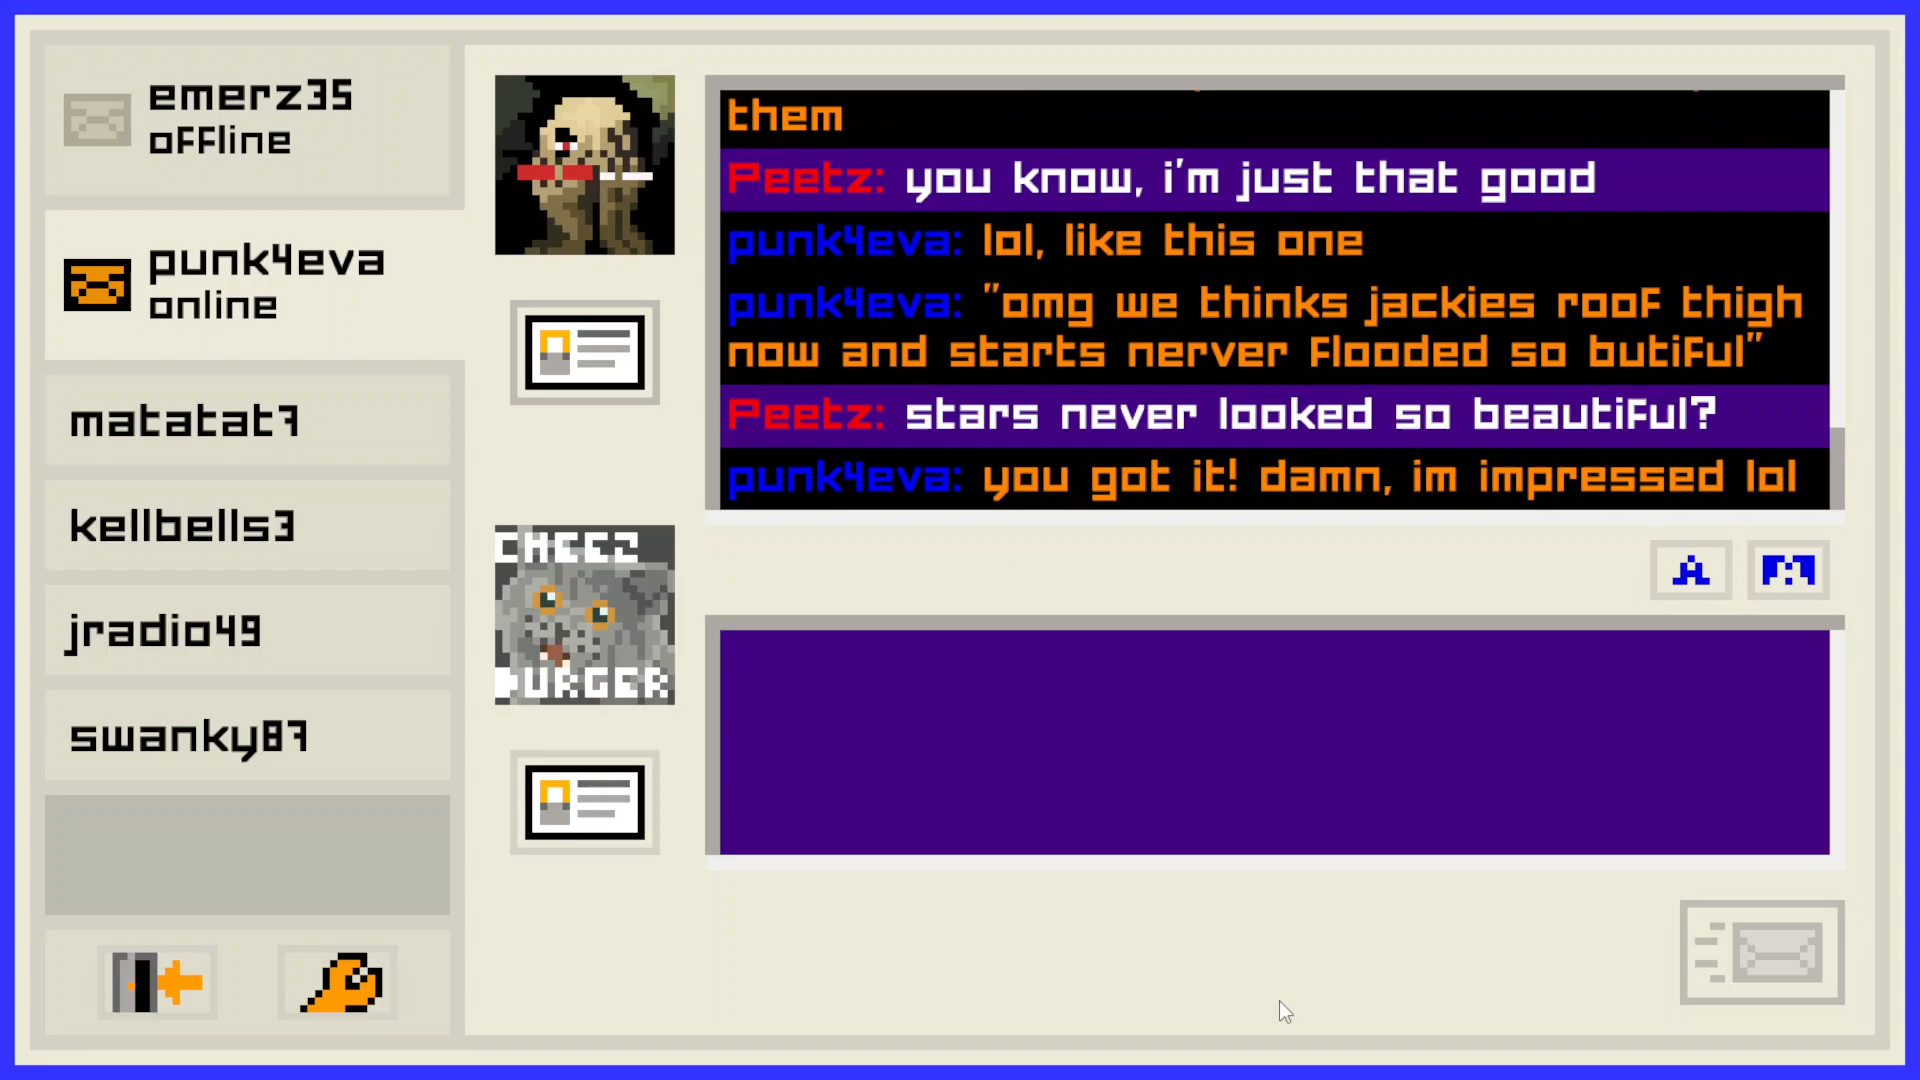 emerz35
offline
punk4eva
online
matatat7
kellbells3
jradio49
swanky87
them
Peetz: you know, i'm just that good
punk4eva: lol, like this one
punk4eva: "omg we thinks jackies roof thigh
now and starts nerver flooded so butiful"
Peetz: stars never looked so beautiful?
punk4eva: you got it! damn, im impressed lol
CHEEZ
BURGER
A